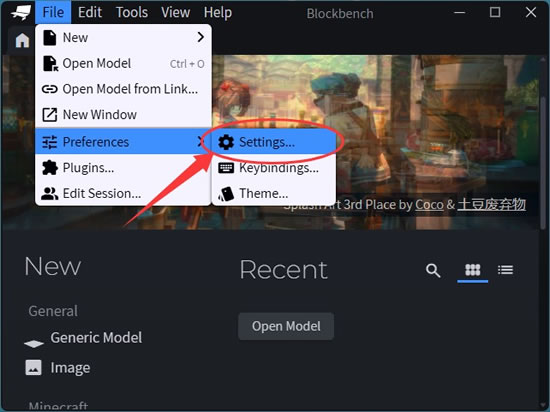 File Edit Tools View Help Blockbench
New
Open Model Ctrl + O
Open Model from Link...
New Window
Preferences
Settings...
Plugins...
Keybindings...
Edit Session...
Theme...
Splash Art 3rd Place by Coco & 土豆废弃物
New
Recent
General
Generic Model
Open Model
Image
Minecraft